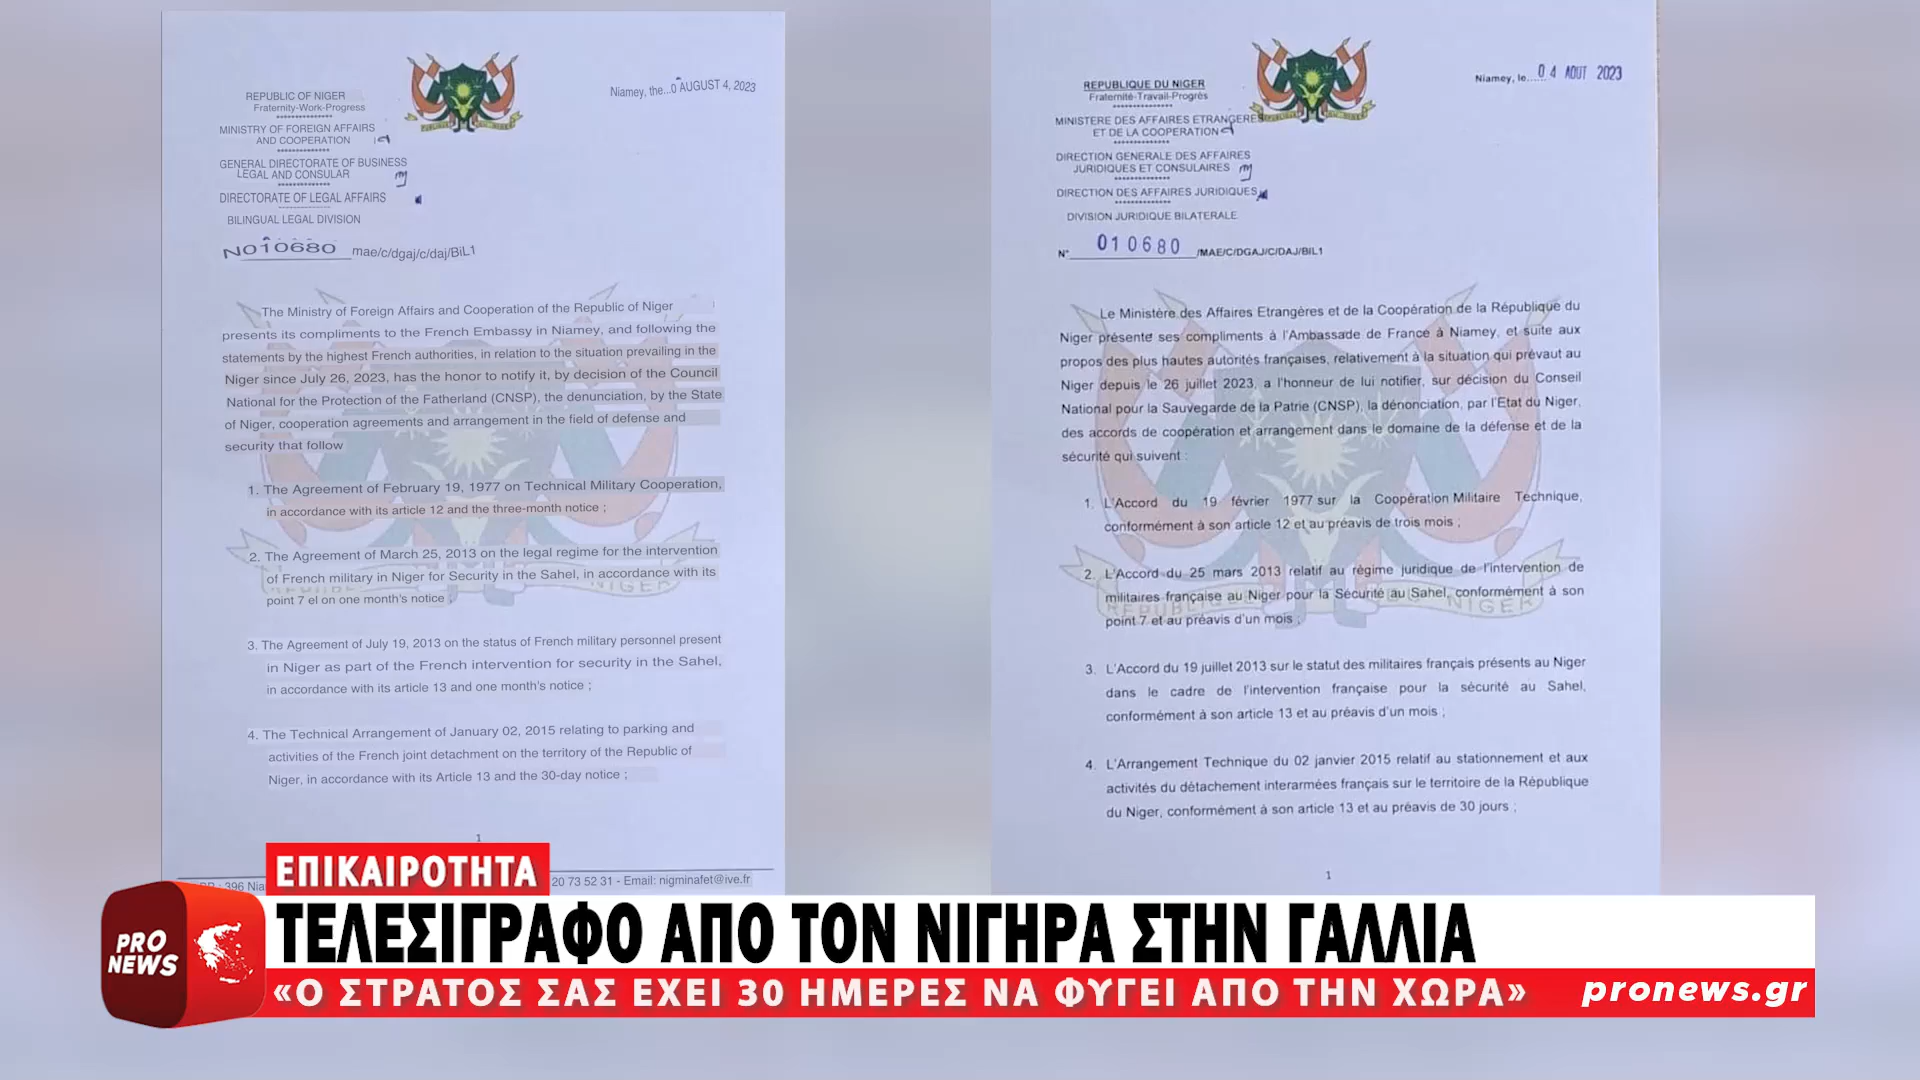 REPUBLIC OF NIGER
Fraternity-Work-Progress
MINISTRY OF FOREIGN AFFAIRS
AND COOPERATION
GENERAL DIRECTORATE OF BUSINESS
LEGAL AND CONSULAR
DIRECTORATE OF LEGAL AFFAIRS
BILINGUAL LEGAL DIVISION
N010680 mae/c/dgaj/c/daj/BiL1
Niamey, the...0 AUGUST 4, 2023
The Ministry of Foreign Affairs and Cooperation of the Republic of Niger
presents its compliments to the French Embassy in Niamey, and following the
statements by the highest French authorities, in relation to the situation prevailing in the
Niger since July 26, 2023, has the honor to notify it, by decision of the Council
National for the Protection of the Fatherland (CNSP), the denunciation, by the State
of Niger, cooperation agreements and arrangement in the field of defense and
security that follow
1. The Agreement of February 19, 1977 on Technical Military Cooperation,
in accordance with its article 12 and the three-month notice ;
2. The Agreement of March 25, 2013 on the legal regime for the intervention
of French military in Niger for Security in the Sahel, in accordance with its
point 7 el on one month's notice ;
3. The Agreement of July 19, 2013 on the status of French military personnel present
in Niger as part of the French intervention for security in the Sahel,
in accordance with its article 13 and one month's notice ;
4. The Technical Arrangement of January 02, 2015 relating to parking and
activities of the French joint detachment on the territory of the Republic of
Niger, in accordance with its Article 13 and the 30-day notice ;
1
: 396 Nia
20 73 52 31 - Email: nigminafet@ive.fr
REPUBLIQUE DU NIGER
Fraternité-Travail-Progrès
MINISTERE DES AFFAIRES ETRANGERES
ET DE LA COOPERATION
DIRECTION GENERALE DES AFFAIRES
JURIDIQUES ET CONSULAIRES
DIRECTION DES AFFAIRES JURIDIQUES
DIVISION JURIDIQUE BILATERALE
N° 010680 /MAE/C/DGAJ/C/DAJ/BIL1
Niamey, le...04 AOUT 2023
Le Ministère des Affaires Etrangères et de la Coopération de la République du
Niger présente ses compliments à l'Ambassade de France à Niamey, et suite aux
propos des plus hautes autorités françaises, relativement à la situation qui prévaut au
Niger depuis le 26 juillet 2023, a l'honneur de lui notifier, sur décision du Conseil
National pour la Sauvegarde de la Patrie (CNSP), la dénonciation, par l'Etat du Niger,
des accords de coopération et arrangement dans le domaine de la défense et de la
sécurité qui suivent :
1. L'Accord du 19 février 1977 sur la Coopération Militaire Technique,
conformément à son article 12 et au préavis de trois mois ;
2. L'Accord du 25 mars 2013 relatif au régime juridique de l'intervention de
militaires française au Niger pour la Sécurité au Sahel, conformément à son
point 7 et au préavis d'un mois ;
3. L'Accord du 19 juillet 2013 sur le statut des militaires français présents au Niger
dans le cadre de l'intervention française pour la sécurité au Sahel,
conformément à son article 13 et au préavis d'un mois ;
4. L'Arrangement Technique du 02 janvier 2015 relatif au stationnement et aux
activités du détachement interarmées français sur le territoire de la République
du Niger, conformément à son article 13 et au préavis de 30 jours ;
1
ΕΠΙΚΑΙΡΟΤΗΤΑ
PRO
NEWS
ΤΕΛΕΣΙΓΡΑΦΟ ΑΠΟ ΤΟΝ ΝΙΓΗΡΑ ΣΤΗΝ ΓΑΛΛΙΑ
«Ο ΣΤΡΑΤΟΣ ΣΑΣ ΕΧΕΙ 30 ΗΜΕΡΕΣ ΝΑ ΦΥΓΕΙ ΑΠΟ ΤΗΝ ΧΩΡΑ»
pronews.gr